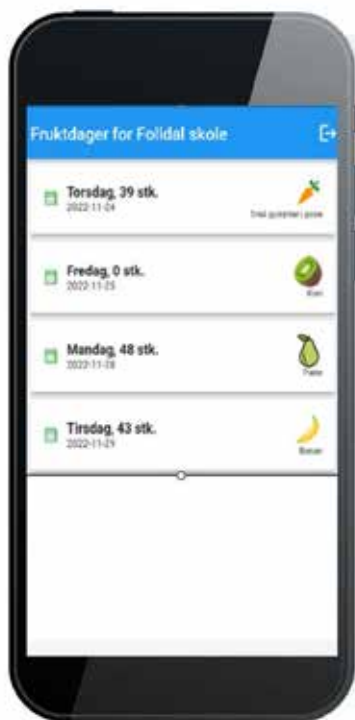 Fruktdager for Folldal skole
Torsdag, 39 stk.
2022-11-24
Fredag, 0 stk.
2022-11-25
Kiwi
Mandag, 48 stk.
2022-11-28
Pære
Tirsdag, 43 stk.
2022-11-29
Banan